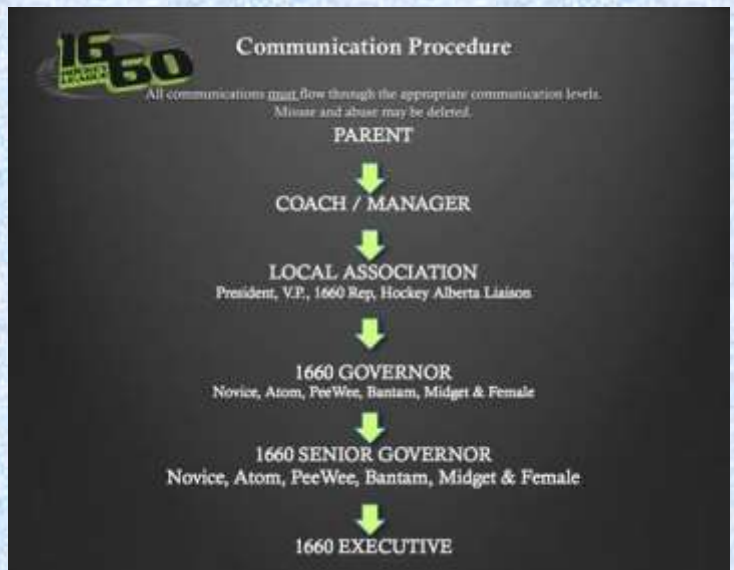 16
60
HOCKEY
LEAGUE
Communication Procedure
All communications must flow through the appropriate communication levels.
Misuse and abuse may be deleted.
PARENT
COACH / MANAGER
LOCAL ASSOCIATION
President, V.P., 1660 Rep, Hockey Alberta Liaison
1660 GOVERNOR
Novice, Atom, PeeWee, Bantam, Midget & Female
1660 SENIOR GOVERNOR
Novice, Atom, PeeWee, Bantam, Midget & Female
1660 EXECUTIVE